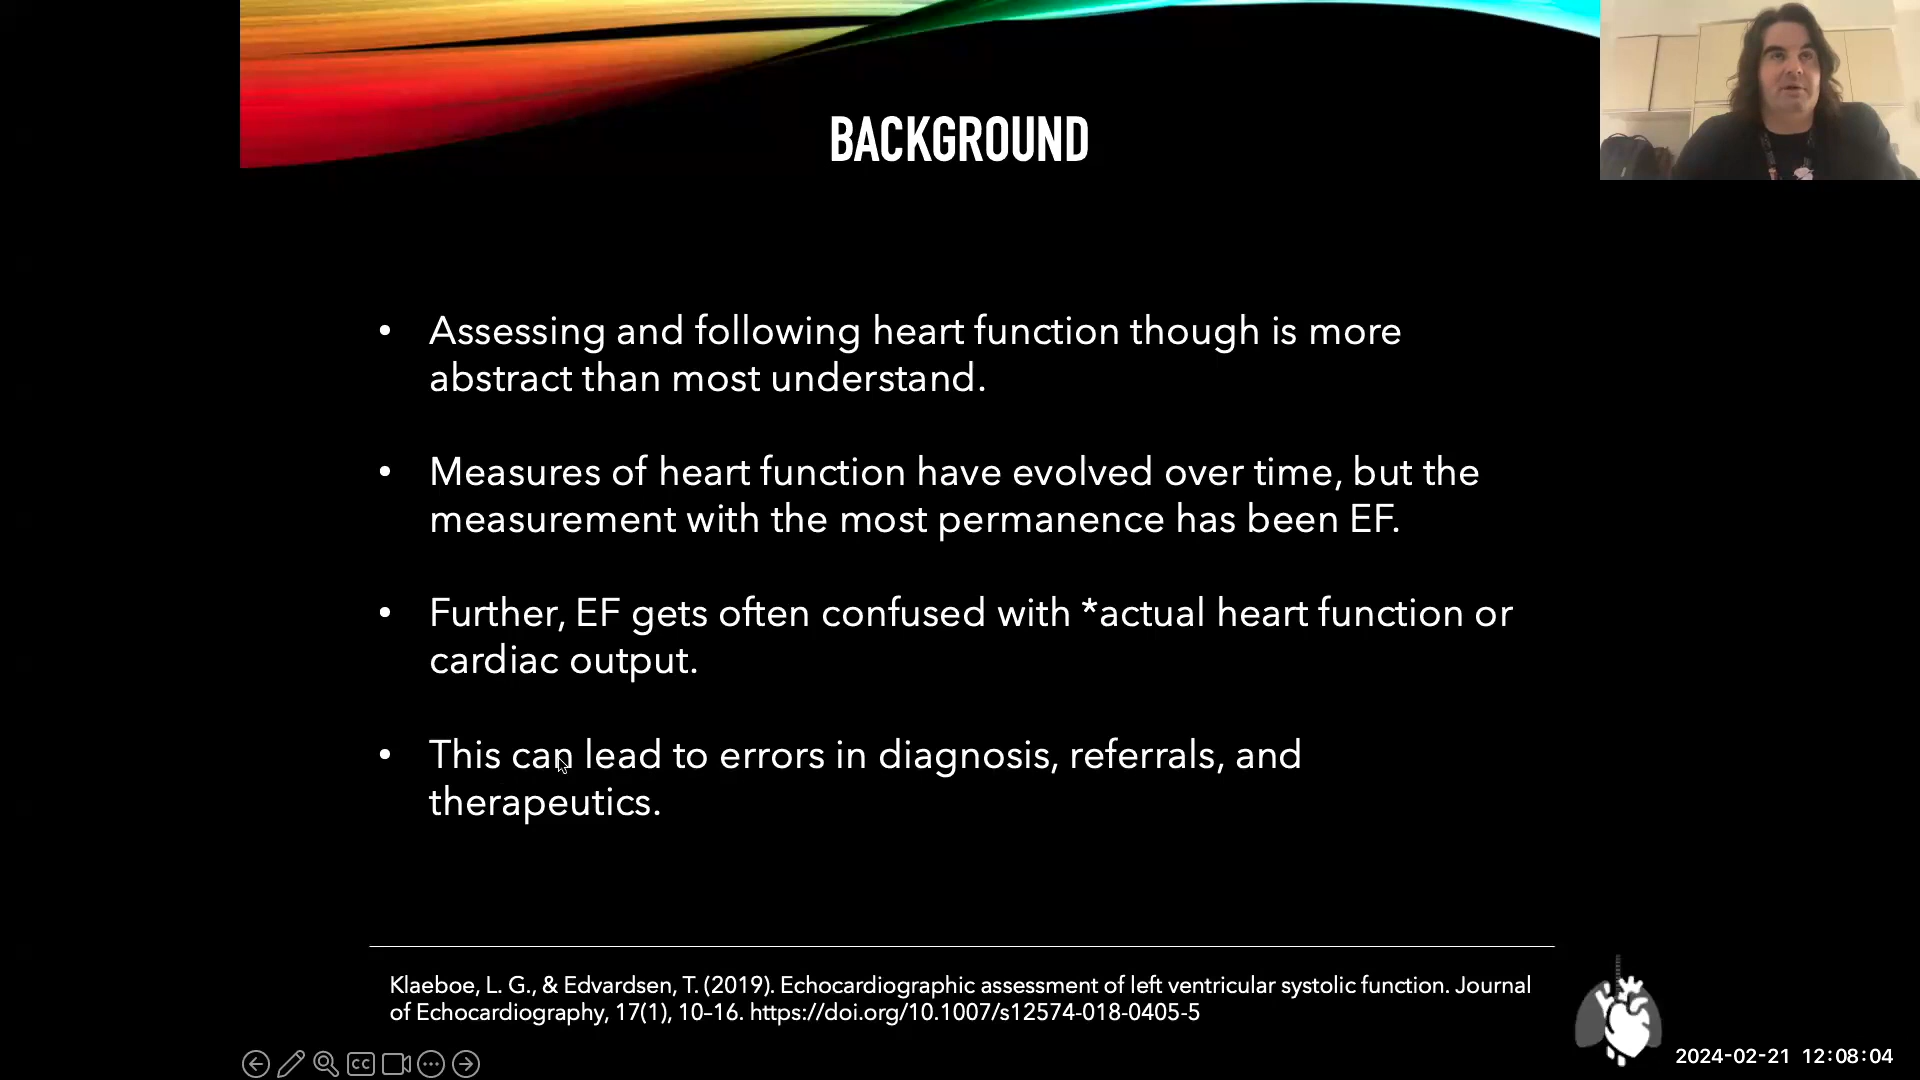 BACKGROUND
• Assessing and following heart function though is more
abstract than most understand.
• Measures of heart function have evolved over time, but the
measurement with the most permanence has been EF.
• Further, EF gets often confused with *actual heart function or
cardiac output.
• This can lead to errors in diagnosis, referrals, and
therapeutics.
Klaeboe, L. G., & Edvardsen, T. (2019). Echocardiographic assessment of left ventricular systolic function. Journal
of Echocardiography, 17(1), 10–16. https://doi.org/10.1007/s12574-018-0405-5
CC
2024-02-21 12:08:04